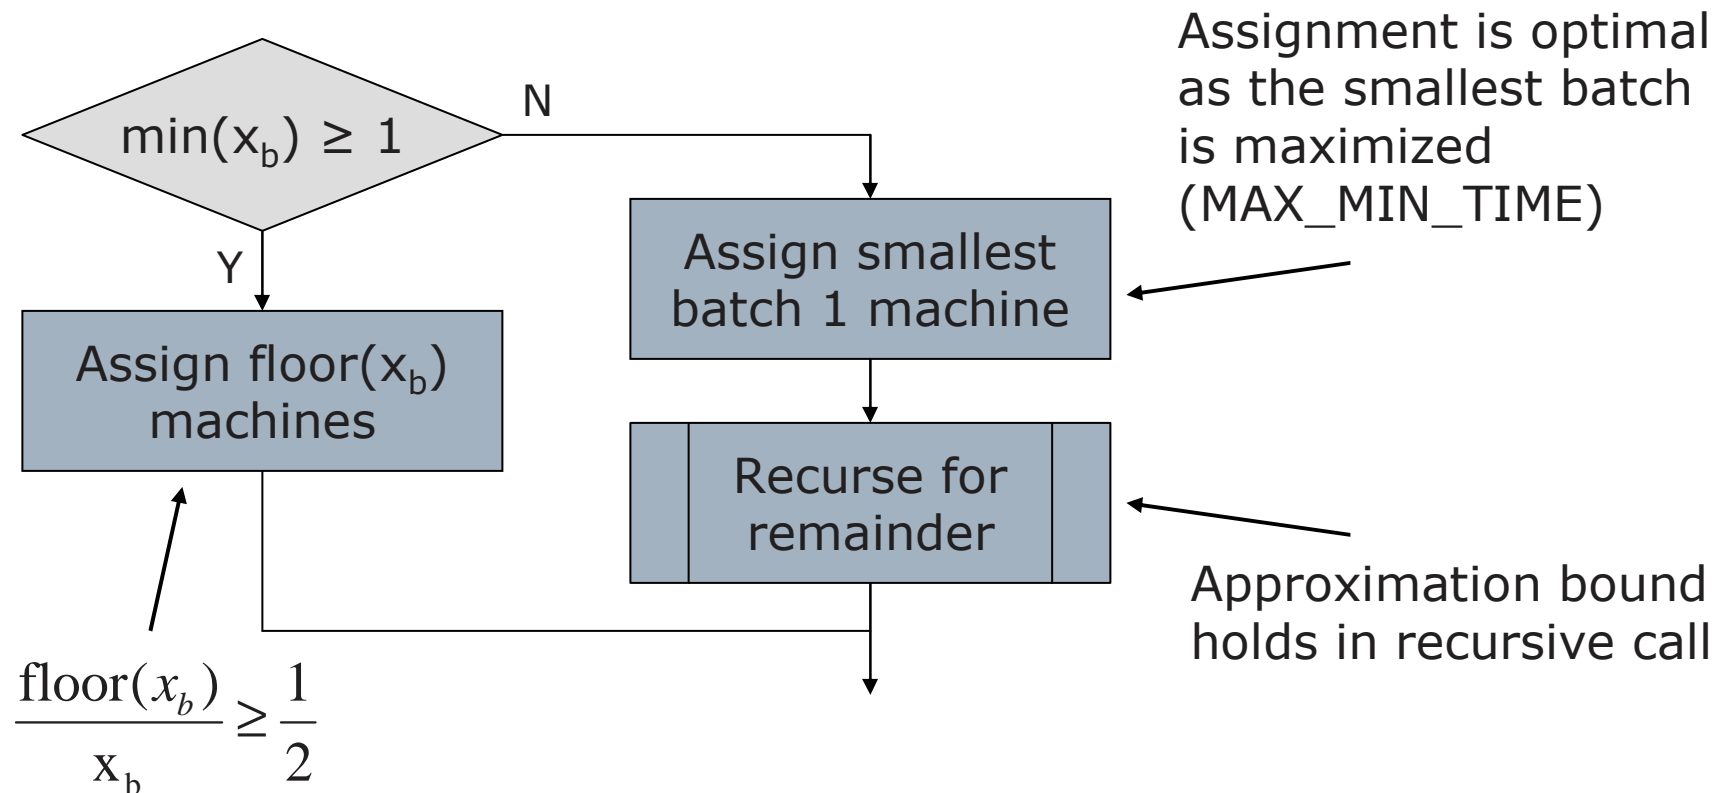 Assignment is optimal
as the smallest batch
is maximized
(MAX_MIN_TIME)
min(x_b) ≥ 1
N
Y
Assign smallest
batch 1 machine
Assign floor(x_b)
machines
Recurse for
remainder
Approximation bound
holds in recursive call
floor(x_b)
x_b
≥
1
2